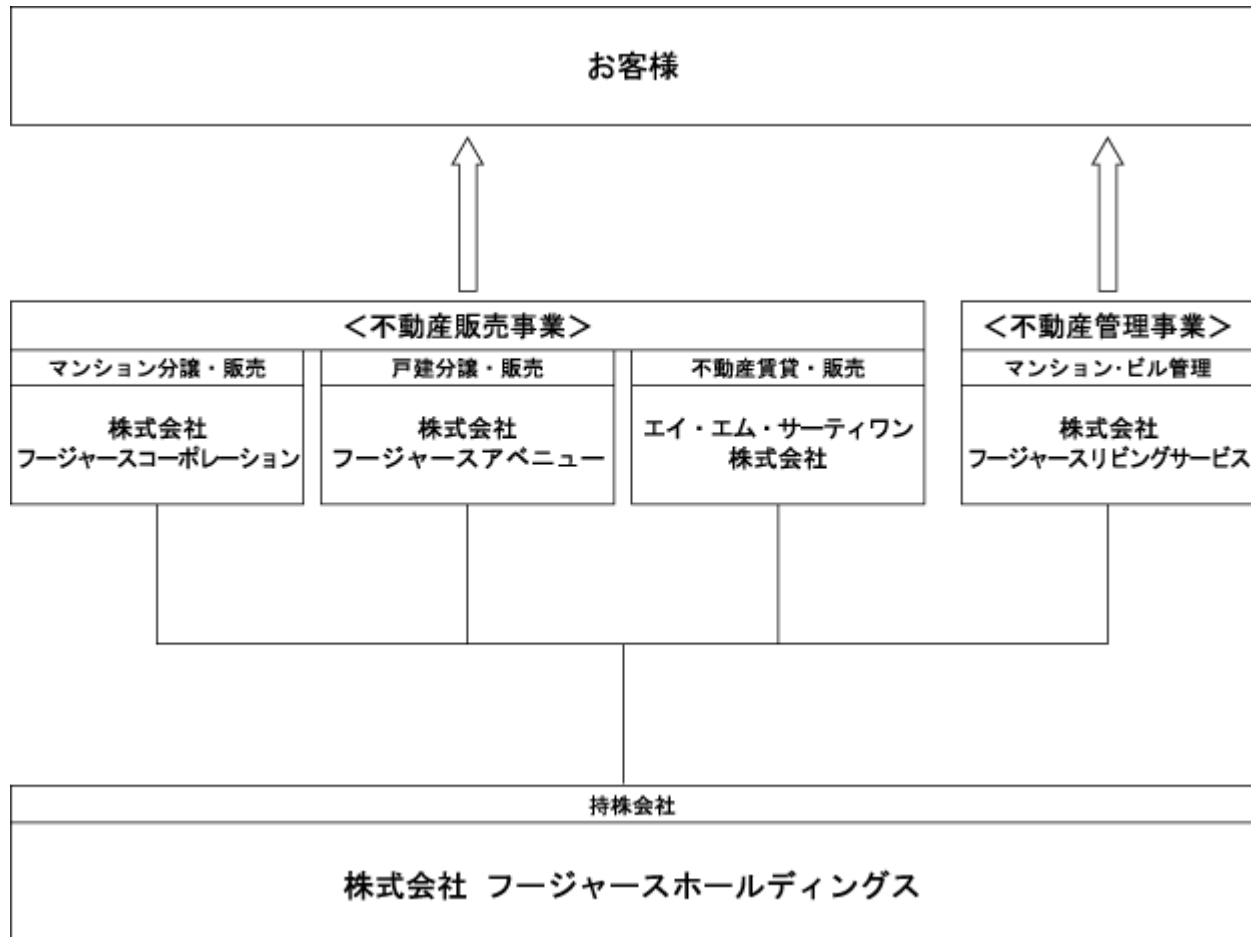 お客様
＜不動産販売事業＞
マンション分譲・販売
株式会社
フージャースコーポレーション
戸建分譲・販売
株式会社
フージャースアベニュー
不動産賃貸・販売
エイ・エム・サーティワン
株式会社
＜不動産管理事業＞
マンション・ビル管理
株式会社
フージャースリビングサービス
持株会社
株式会社 フージャースホールディングス